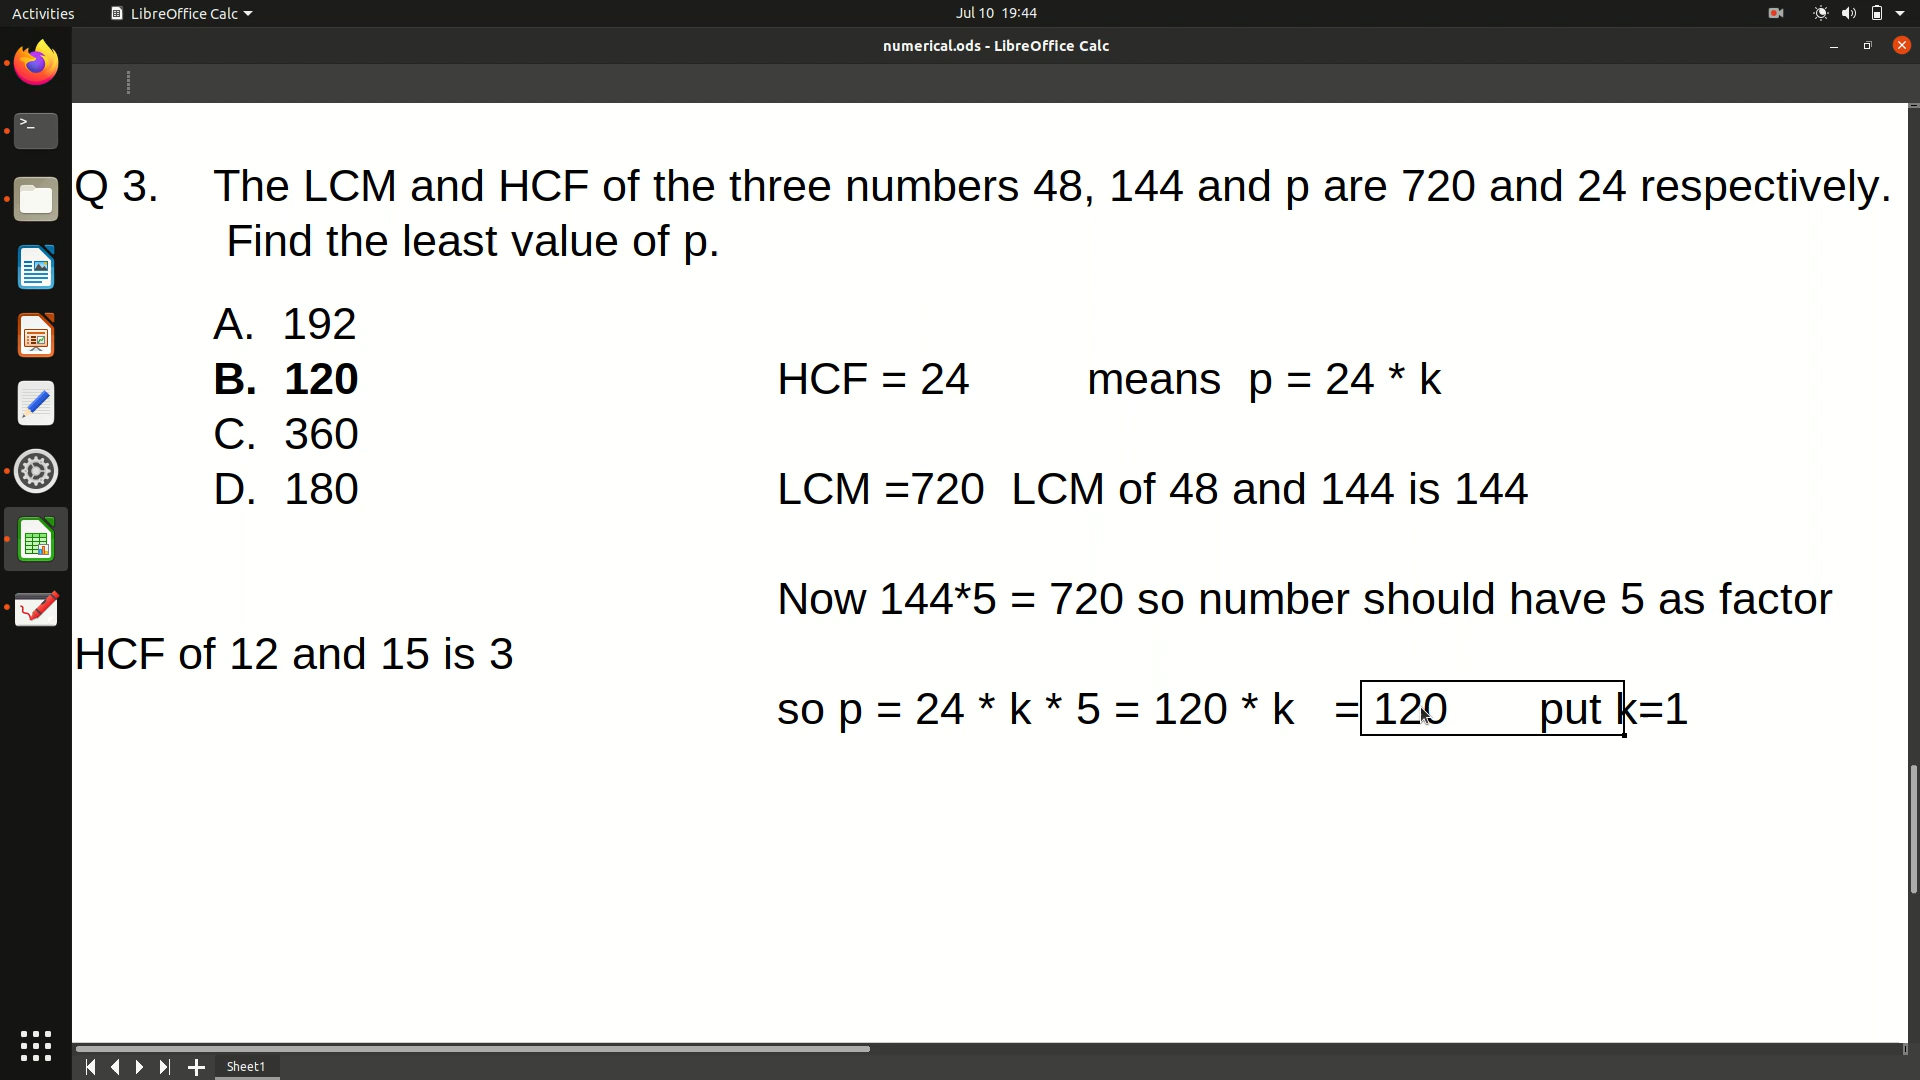 Activities LibreOffice Calc Jul 10 19:44
numerical.ods - LibreOffice Calc
Q 3. The LCM and HCF of the three numbers 48, 144 and p are 720 and 24 respectively.
Find the least value of p.
A. 192
B. 120 HCF = 24 means p = 24 * k
C. 360
D. 180 LCM =720 LCM of 48 and 144 is 144
Now 144*5 = 720 so number should have 5 as factor
HCF of 12 and 15 is 3
so p = 24 * k * 5 = 120 * k = 120 put k=1
Sheet1